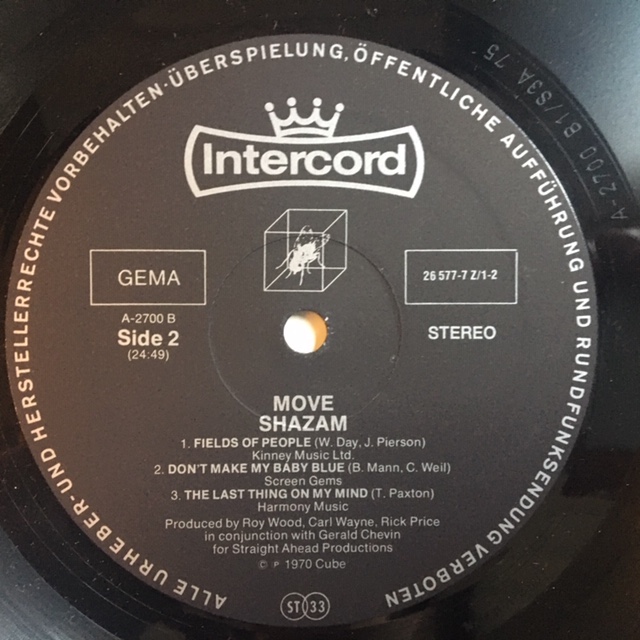 ALLE URHEBER- UND HERSTELLERRECHTE VORBEHALTEN · ÜBERSPIELUNG, ÖFFENTLICHE AUFFÜHRUNG UND RUNDFUNKSENDUNG VERBOTEN
A-2700 B1/S3A 75
Intercord
GEMA
26 577-7 Z/1-2
A-2700 B
Side 2
(24:49)
STEREO
MOVE
SHAZAM
1. FIELDS OF PEOPLE (W. Day, J. Pierson)
Kinney Music Ltd.
2. DON'T MAKE MY BABY BLUE (B. Mann, C. Weil)
Screen Gems
3. THE LAST THING ON MY MIND (T. Paxton)
Harmony Music
Produced by Roy Wood, Carl Wayne, Rick Price
in conjunction with Gerald Chevin
for Straight Ahead Productions
© ℗ 1970 Cube
ST 33